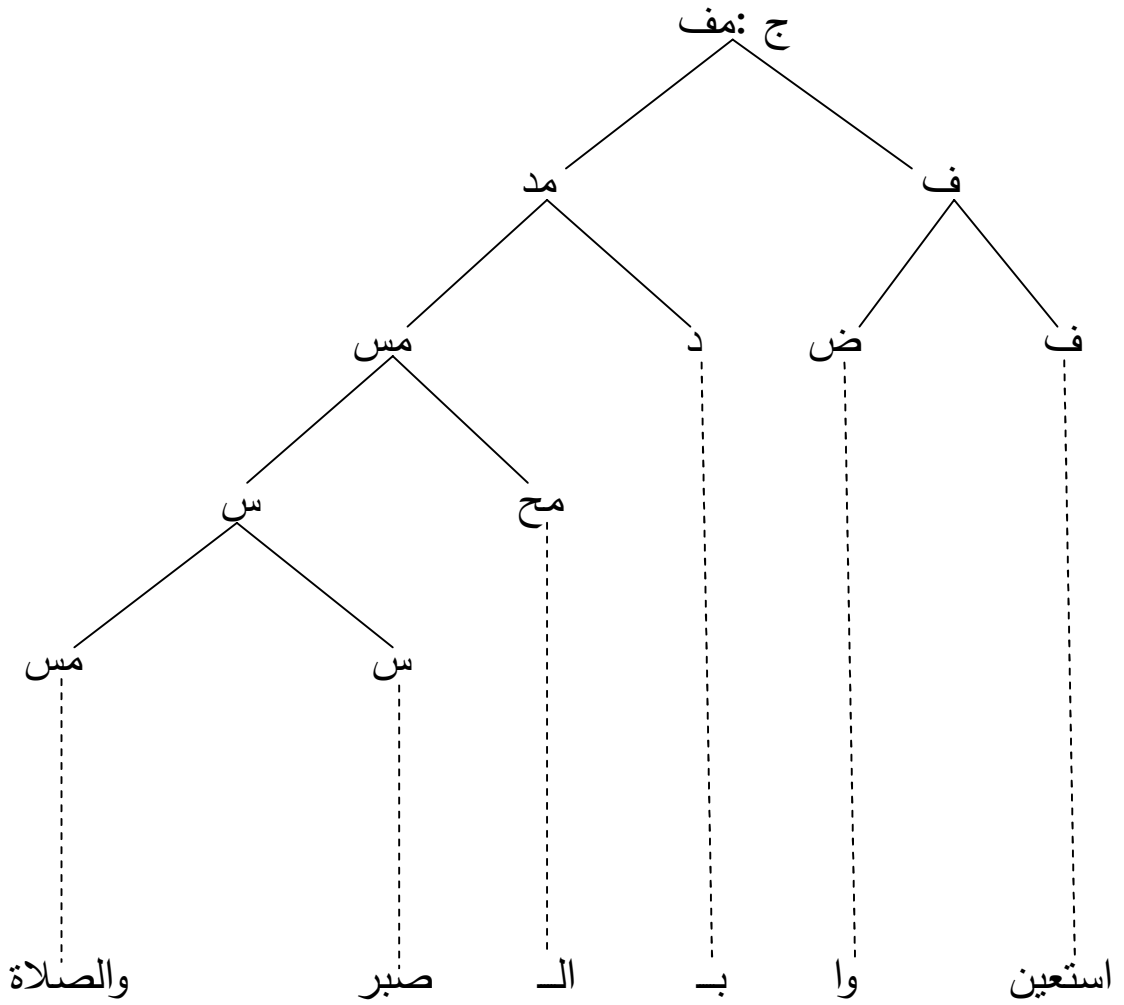 ج :مف
ف مد
ف ض د مس
مح س
س مس
استعين وا بـ الـ صبر والصلاة